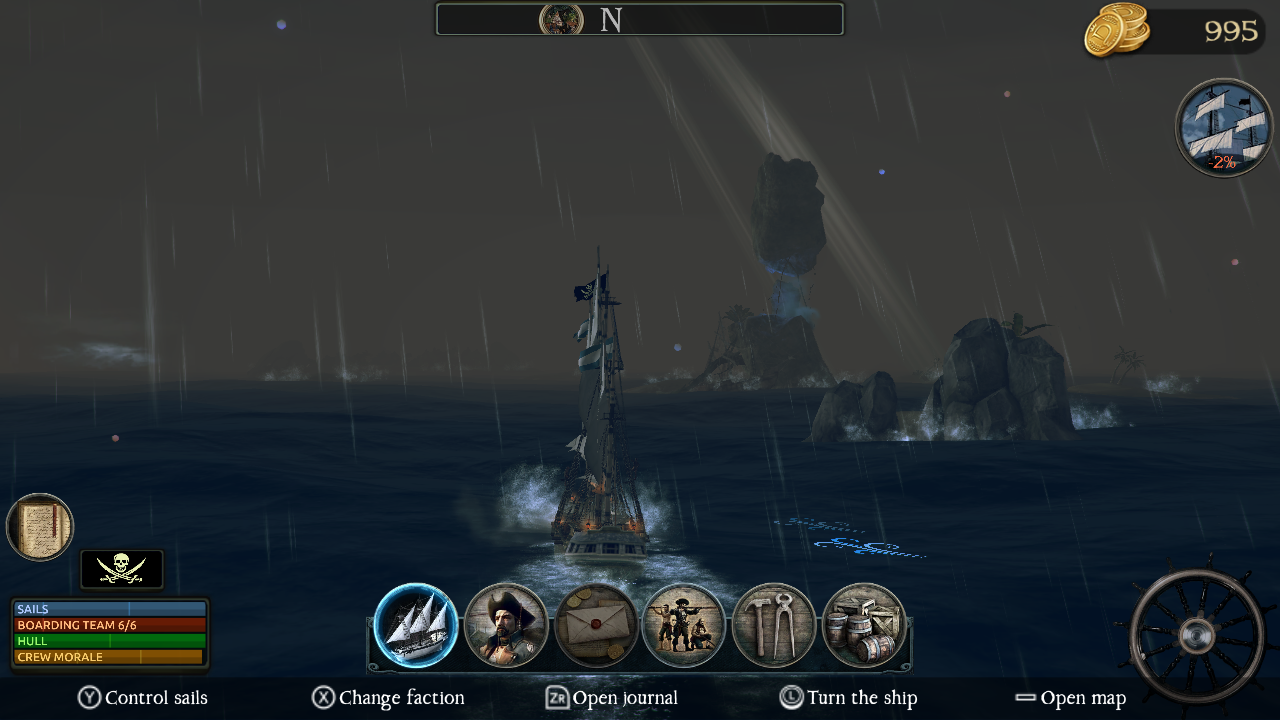 N
995
-2%
SAILS
BOARDING TEAM 6/6
HULL
CREW MORALE
Y Control sails
X Change faction
ZR Open journal
L Turn the ship
Open map